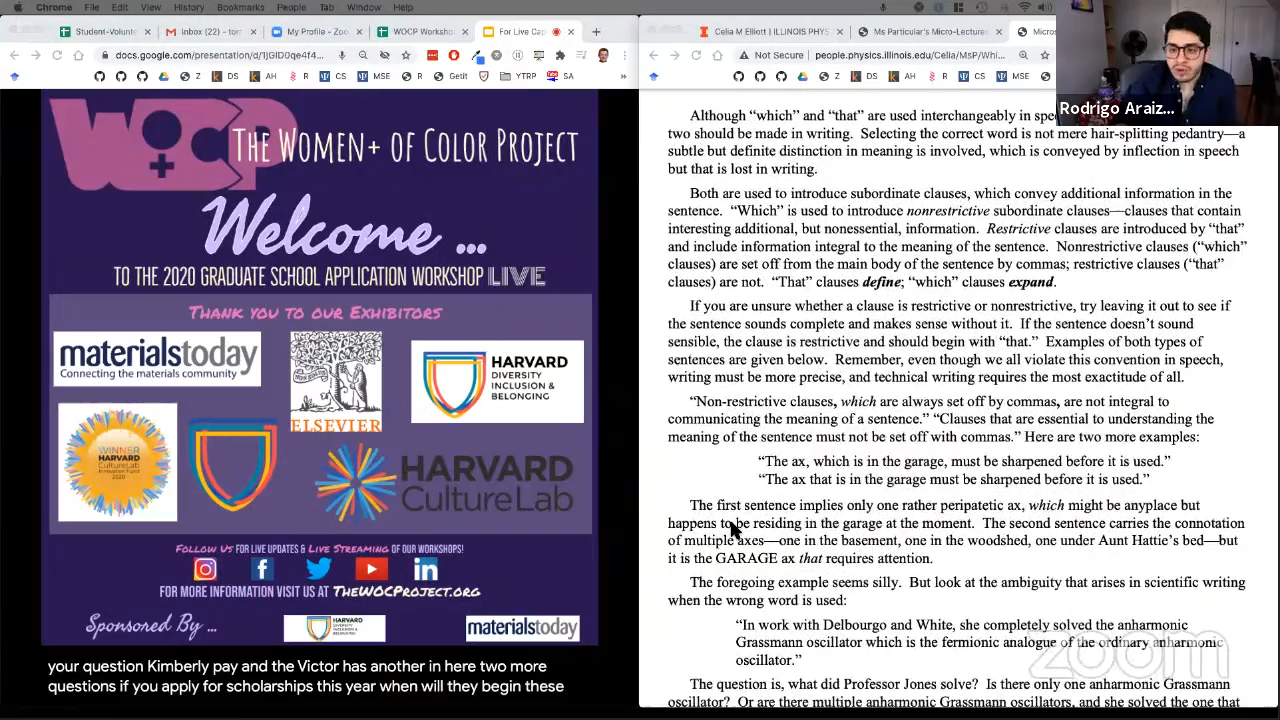 Chrome File Edit View History Bookmarks People Tab Window Help
Student-Volunte
Inbox (22) - tom
My Profile - Zo
WOCP Workshop
For Live Cap
docs.google.com/presentation/d/1jGlD0qe4f
Z DS AH S CS MSE R Getit YTRP SA
WOCP
The Women+ of Color Project
Welcome ...
to the 2020 Graduate School Application Workshop LIVE
Thank you to our Exhibitors
materialstoday
Connecting the materials community
ELSEVIER
HARVARD
DIVERSITY
INCLUSION &
BELONGING
WINNER
HARVARD
CultureLab
Innovation Fund
2020
HARVARD
CultureLab
Follow Us for live updates & Live Streaming of our workshops!
For more information visit us at TheWOCProject.org
Sponsored By ...
HARVARD
DIVERSITY
INCLUSION &
BELONGING
materialstoday
your question Kimberly pay and the Victor has another in here two more
questions if you apply for scholarships this year when will they begin these
Celia M Elliott | ILLINOIS PHYS
Ms Particular's Micro-Lectures
Micros
Not Secure people.physics.illinois.edu/Celia/MsP/Whi
Z DS AH S CS MSE R
Rodrigo Araiz...
Although “which” and “that” are used interchangeably in spe
two should be made in writing. Selecting the correct word is not mere hair-splitting pedantry—a
subtle but definite distinction in meaning is involved, which is conveyed by inflection in speech
but that is lost in writing.
Both are used to introduce subordinate clauses, which convey additional information in the
sentence. “Which” is used to introduce nonrestrictive subordinate clauses—clauses that contain
interesting additional, but nonessential, information. Restrictive clauses are introduced by “that”
and include information integral to the meaning of the sentence. Nonrestrictive clauses (“which”
clauses) are set off from the main body of the sentence by commas; restrictive clauses (“that”
clauses) are not. “That” clauses define; “which” clauses expand.
If you are unsure whether a clause is restrictive or nonrestrictive, try leaving it out to see if
the sentence sounds complete and makes sense without it. If the sentence doesn’t sound
sensible, the clause is restrictive and should begin with “that.” Examples of both types of
sentences are given below. Remember, even though we all violate this convention in speech,
writing must be more precise, and technical writing requires the most exactitude of all.
“Non-restrictive clauses, which are always set off by commas, are not integral to
communicating the meaning of a sentence.” “Clauses that are essential to understanding the
meaning of the sentence must not be set off with commas.” Here are two more examples:
“The ax, which is in the garage, must be sharpened before it is used.”
“The ax that is in the garage must be sharpened before it is used.”
The first sentence implies only one rather peripatetic ax, which might be anyplace but
happens to be residing in the garage at the moment. The second sentence carries the connotation
of multiple axes—one in the basement, one in the woodshed, one under Aunt Hattie’s bed—but
it is the GARAGE ax that requires attention.
The foregoing example seems silly. But look at the ambiguity that arises in scientific writing
when the wrong word is used:
“In work with Delbourgo and White, she completely solved the anharmonic
Grassmann oscillator which is the fermionic analogue of the ordinary anharmonic
oscillator.”
zoom
The question is, what did Professor Jones solve? Is there only one anharmonic Grassmann
oscillator? Or are there multiple anharmonic Grassmann oscillators, and she solved the one that